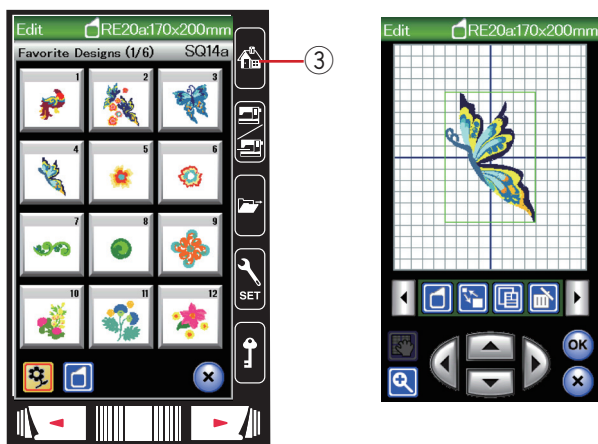 Edit RE20a:170x200mm
Favorite Designs (1/6) SQ14a
1 2 3
4 5 6
7 8 9
10 11 12
SET
③
Edit RE20a:170x200mm
OK